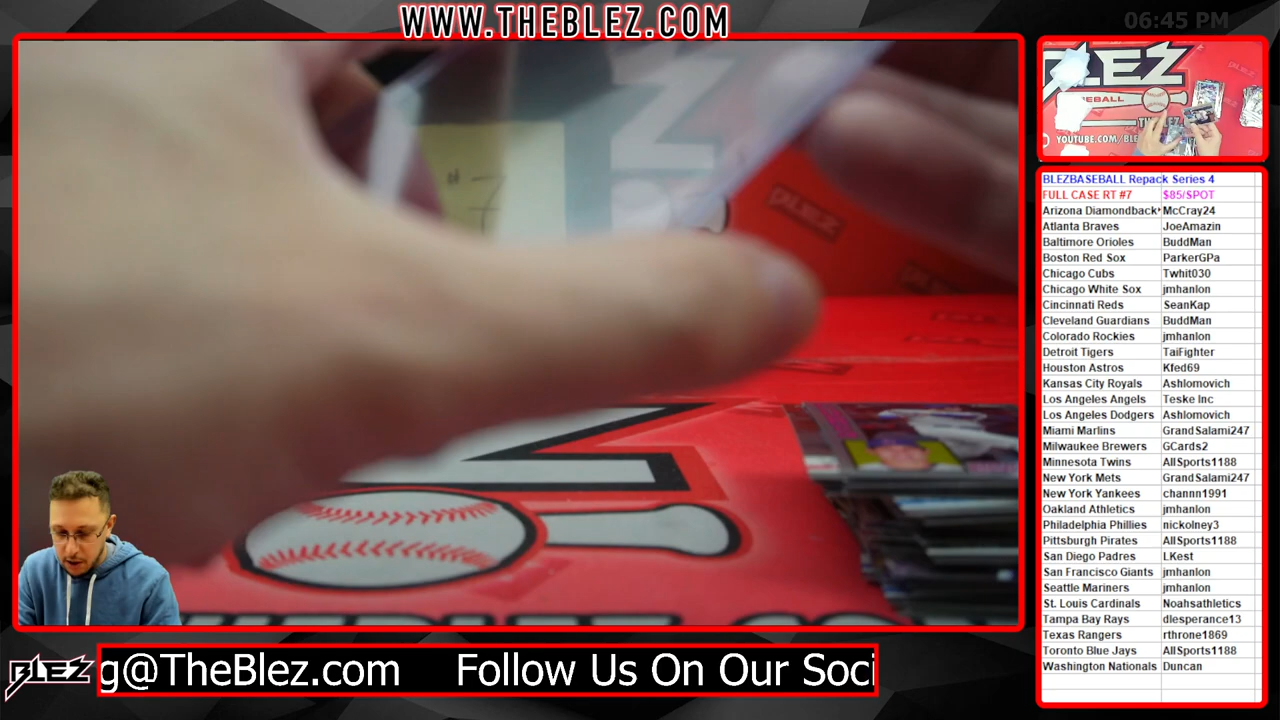 WWW.THEBLEZ.COM
06:45 PM
BLEZ
BASEBALL
YOUTUBE.COM/BLE
BLEZBASEBALL Repack Series 4
FULL CASE RT #7 $85/SPOT
Arizona Diamondback McCray24
Atlanta Braves JoeAmazin
Baltimore Orioles BuddMan
Boston Red Sox ParkerGPa
Chicago Cubs Twhit030
Chicago White Sox jmhanlon
Cincinnati Reds SeanKap
Cleveland Guardians BuddMan
Colorado Rockies jmhanlon
Detroit Tigers TaiFighter
Houston Astros Kfed69
Kansas City Royals Ashlomovich
Los Angeles Angels Teske Inc
Los Angeles Dodgers Ashlomovich
Miami Marlins GrandSalami247
Milwaukee Brewers GCards2
Minnesota Twins AllSports1188
New York Mets GrandSalami247
New York Yankees channn1991
Oakland Athletics jmhanlon
Philadelphia Phillies nickolney3
Pittsburgh Pirates AllSports1188
San Diego Padres LKest
San Francisco Giants jmhanlon
Seattle Mariners jmhanlon
St. Louis Cardinals Noahsathletics
Tampa Bay Rays dlesperance13
Texas Rangers rthrone1869
Toronto Blue Jays AllSports1188
Washington Nationals Duncan
BLEZ
g@TheBlez.com Follow Us On Our Soci